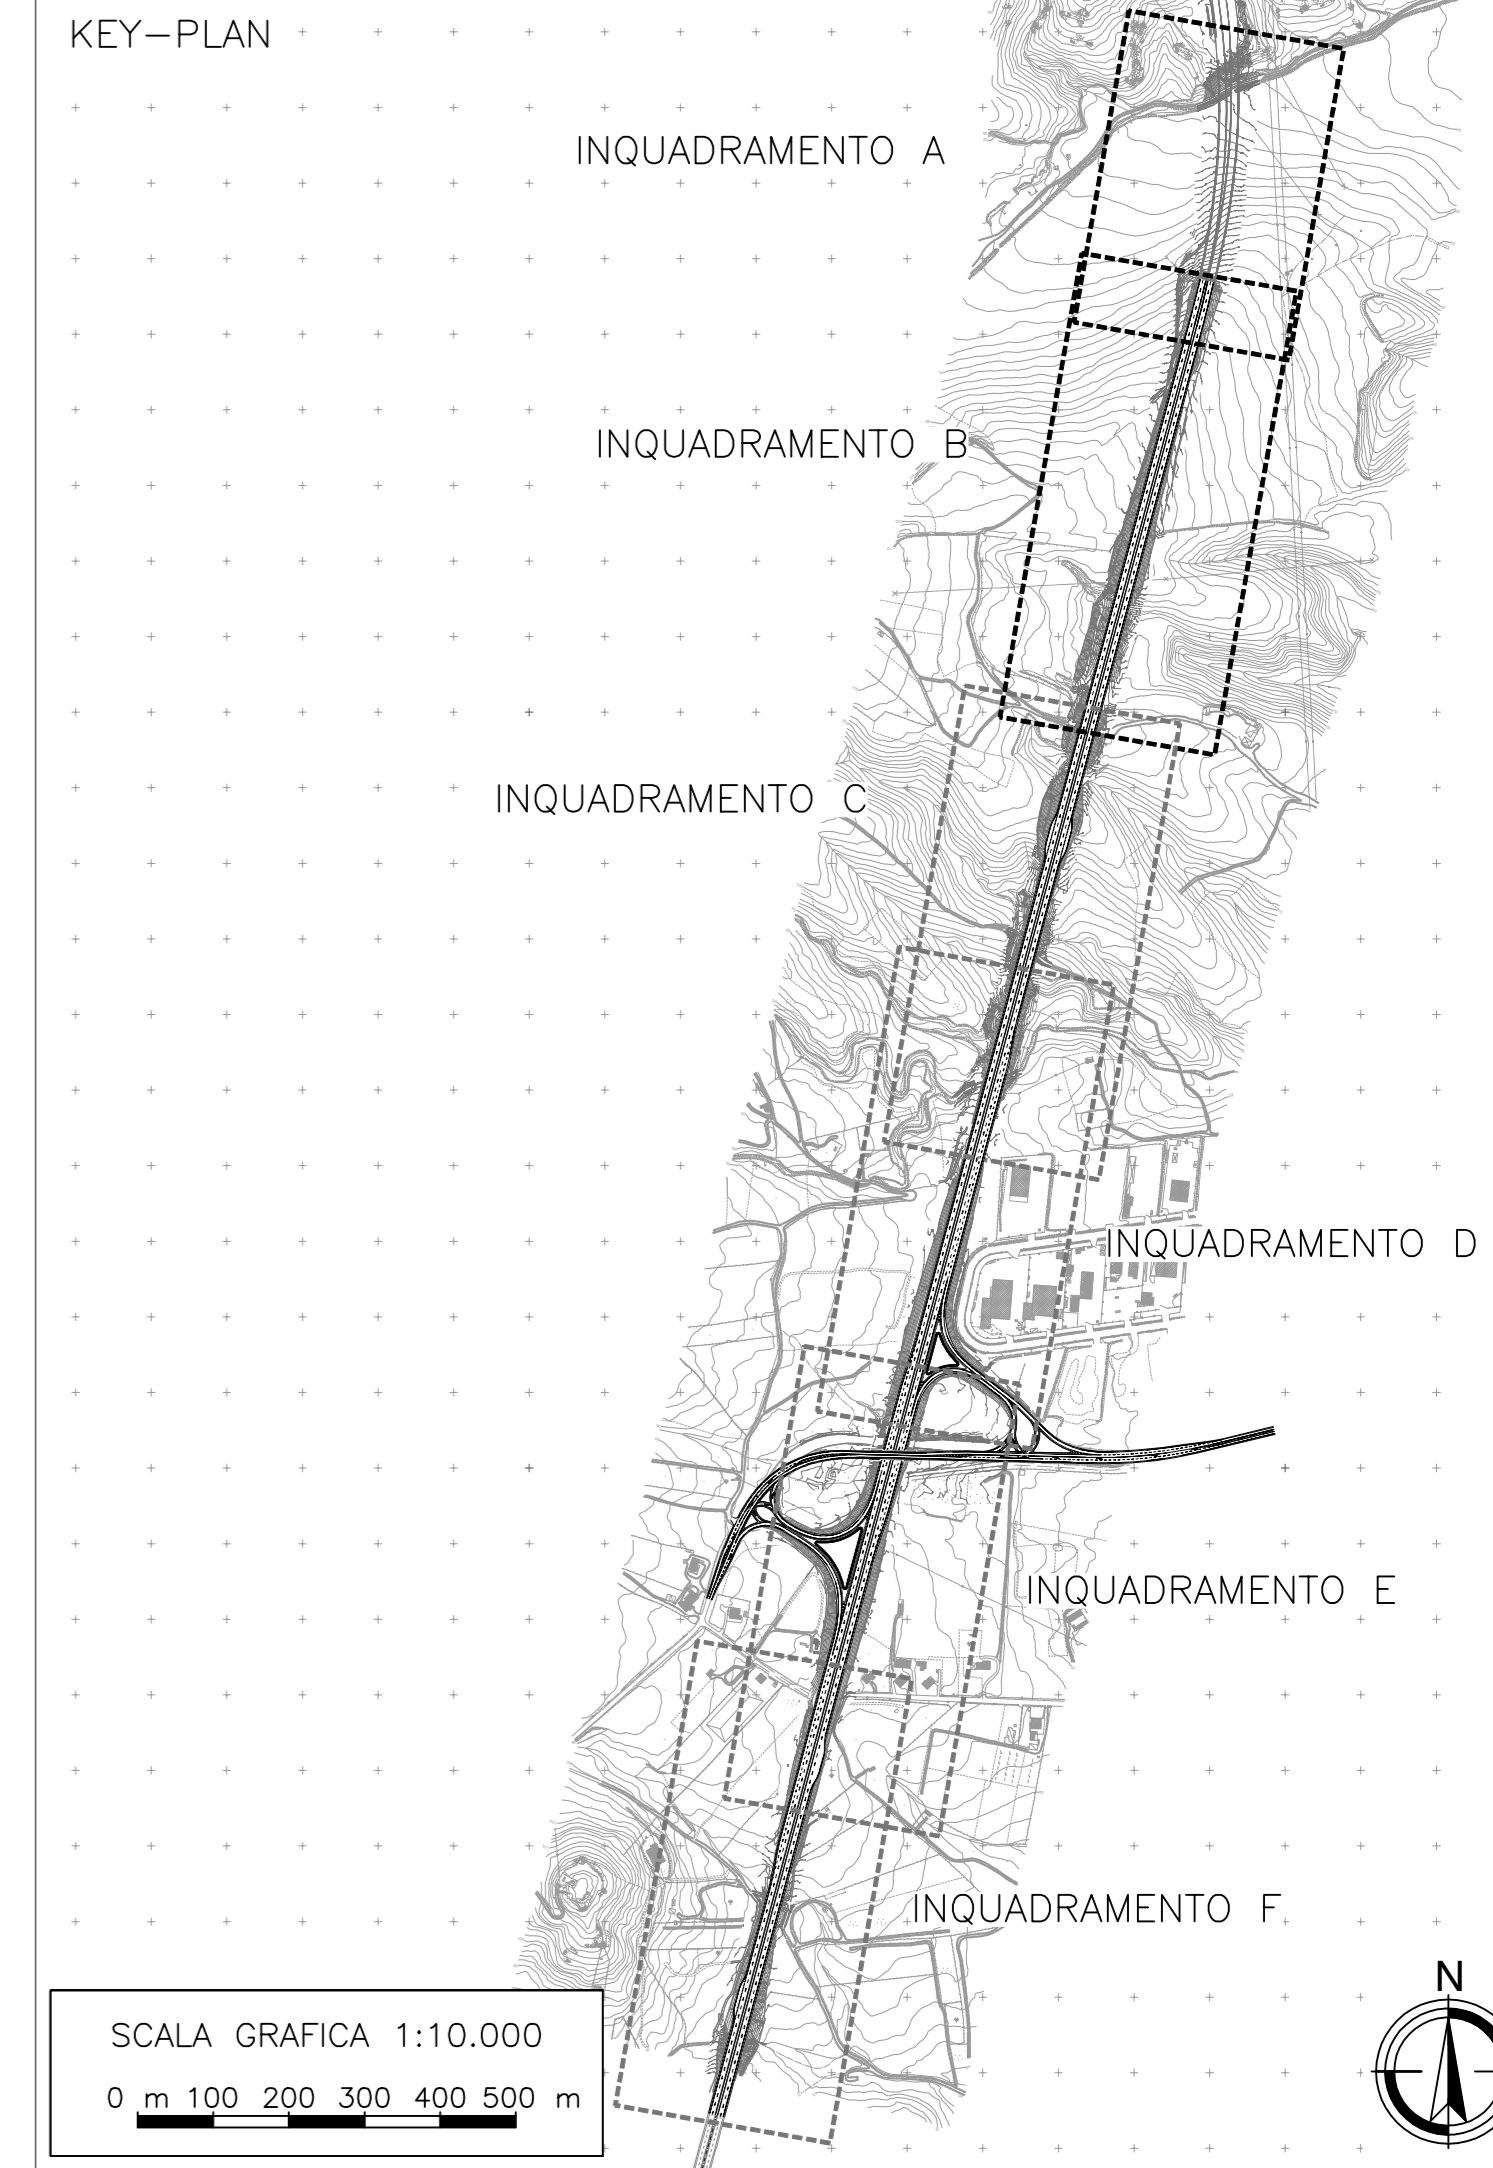 KEY-PLAN
INQUADRAMENTO A
INQUADRAMENTO B
INQUADRAMENTO C
INQUADRAMENTO D
INQUADRAMENTO E
INQUADRAMENTO F
N
SCALA GRAFICA 1:10.000
0 m 100 200 300 400 500 m